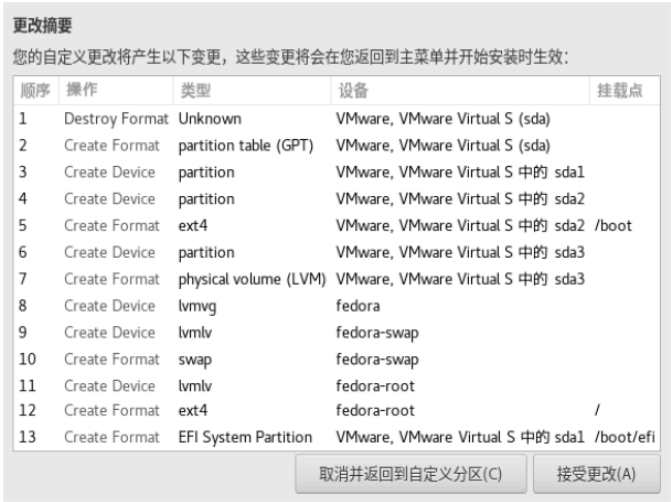 更改摘要
您的自定义更改将产生以下变更，这些变更将会在您返回到主菜单并开始安装时生效：
顺序 操作 类型 设备 挂载点
1 Destroy Format Unknown VMware, VMware Virtual S (sda)
2 Create Format partition table (GPT) VMware, VMware Virtual S (sda)
3 Create Device partition VMware, VMware Virtual S 中的 sda1
4 Create Device partition VMware, VMware Virtual S 中的 sda2
5 Create Format ext4 VMware, VMware Virtual S 中的 sda2 /boot
6 Create Device partition VMware, VMware Virtual S 中的 sda3
7 Create Format physical volume (LVM) VMware, VMware Virtual S 中的 sda3
8 Create Device lvmvg fedora
9 Create Device lvmlv fedora-swap
10 Create Format swap fedora-swap
11 Create Device lvmlv fedora-root
12 Create Format ext4 fedora-root /
13 Create Format EFI System Partition VMware, VMware Virtual S 中的 sda1 /boot/efi
取消并返回到自定义分区(C) 接受更改(A)